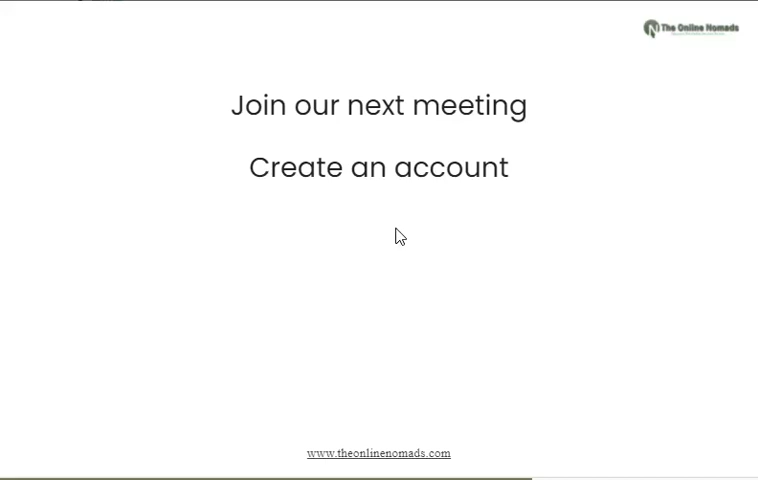 The Online Nomads
Join our next meeting
Create an account
www.theonlinenomads.com